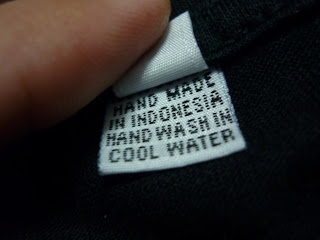 HAND MADE
IN INDONESIA
HAND WASH IN
COOL WATER